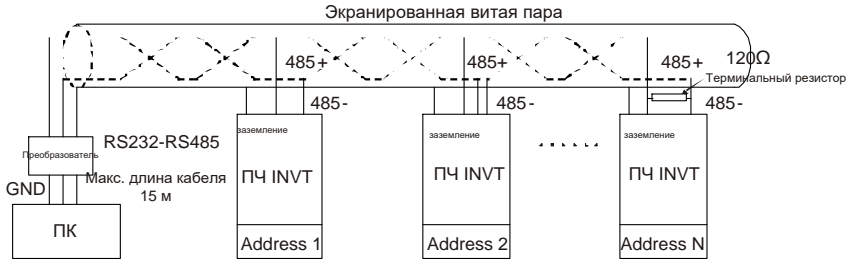 Экранированная витая пара
485+
485+
485+
120Ω
Терминальный резистор
485-
485-
485-
заземление
заземление
заземление
RS232-RS485
Преобразователь
GND
Макс. длина кабеля
15 м
ПЧ INVT
ПЧ INVT
ПЧ INVT
ПК
Address 1
Address 2
Address N